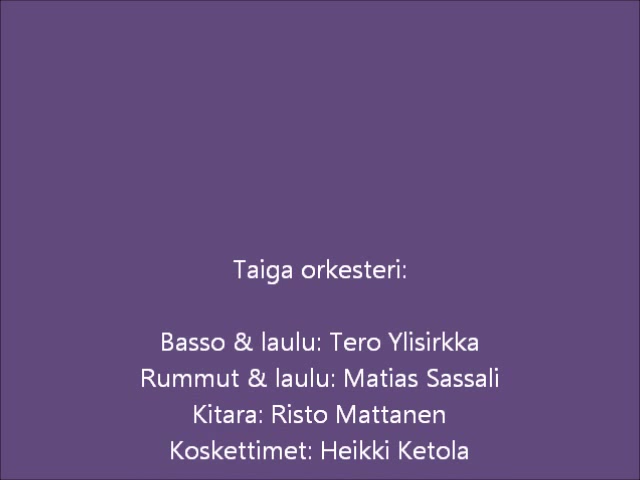 Taiga orkesteri:
Basso & laulu: Tero Ylisirkka
Rummut & laulu: Matias Sassali
Kitara: Risto Mattanen
Koskettimet: Heikki Ketola